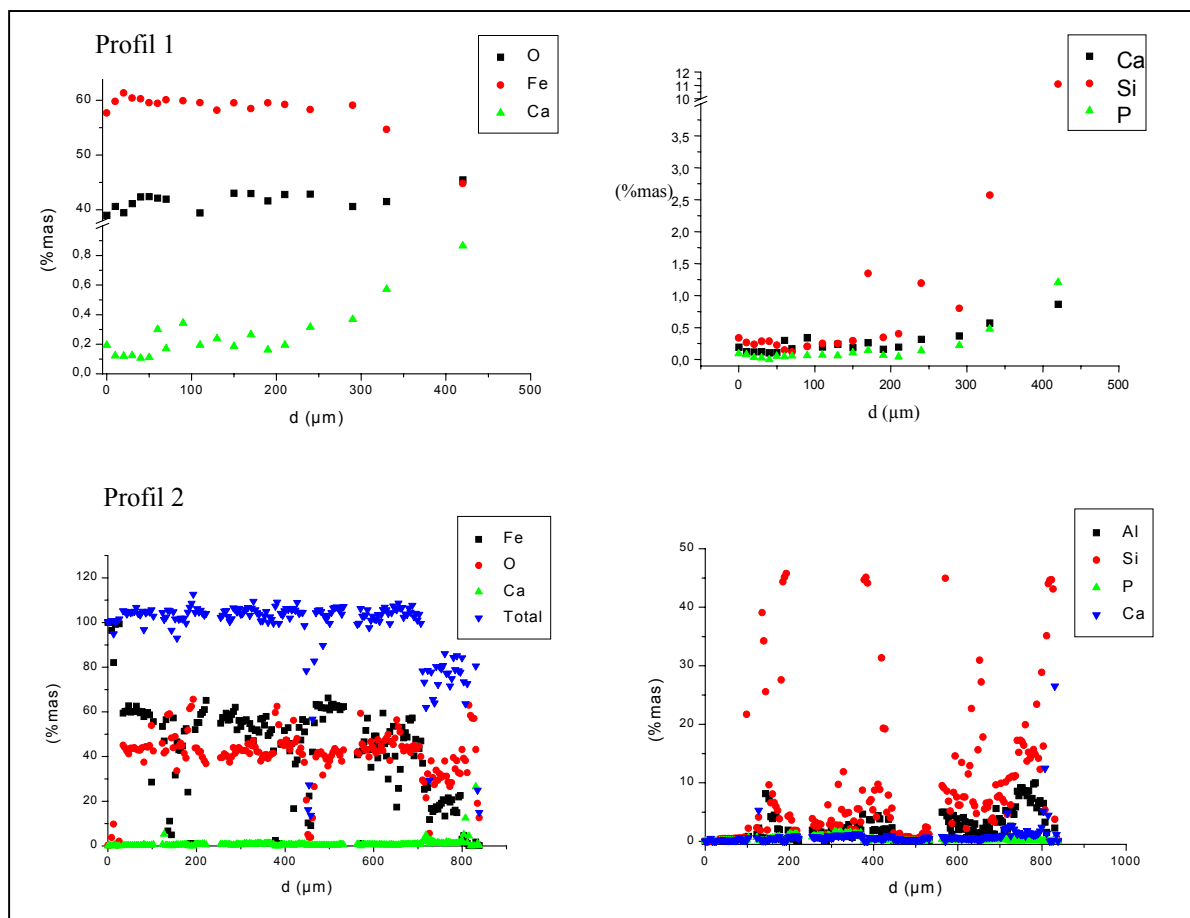 Profil 1
O
Fe
Ca
60
55
50
45
40
0,8
0,6
0,4
0,2
0,0
(%mas)
0 100 200 300 400 500
d (µm)
Ca
Si
P
12
11
10
3,5
3,0
2,5
2,0
1,5
1,0
0,5
0,0
(%mas)
0 100 200 300 400 500
d (µm)
Profil 2
Fe
O
Ca
Total
120
100
80
60
40
20
0
(%mas)
0 200 400 600 800
d (µm)
Al
Si
P
Ca
50
40
30
20
10
0
(%mas)
0 200 400 600 800 1000
d (µm)